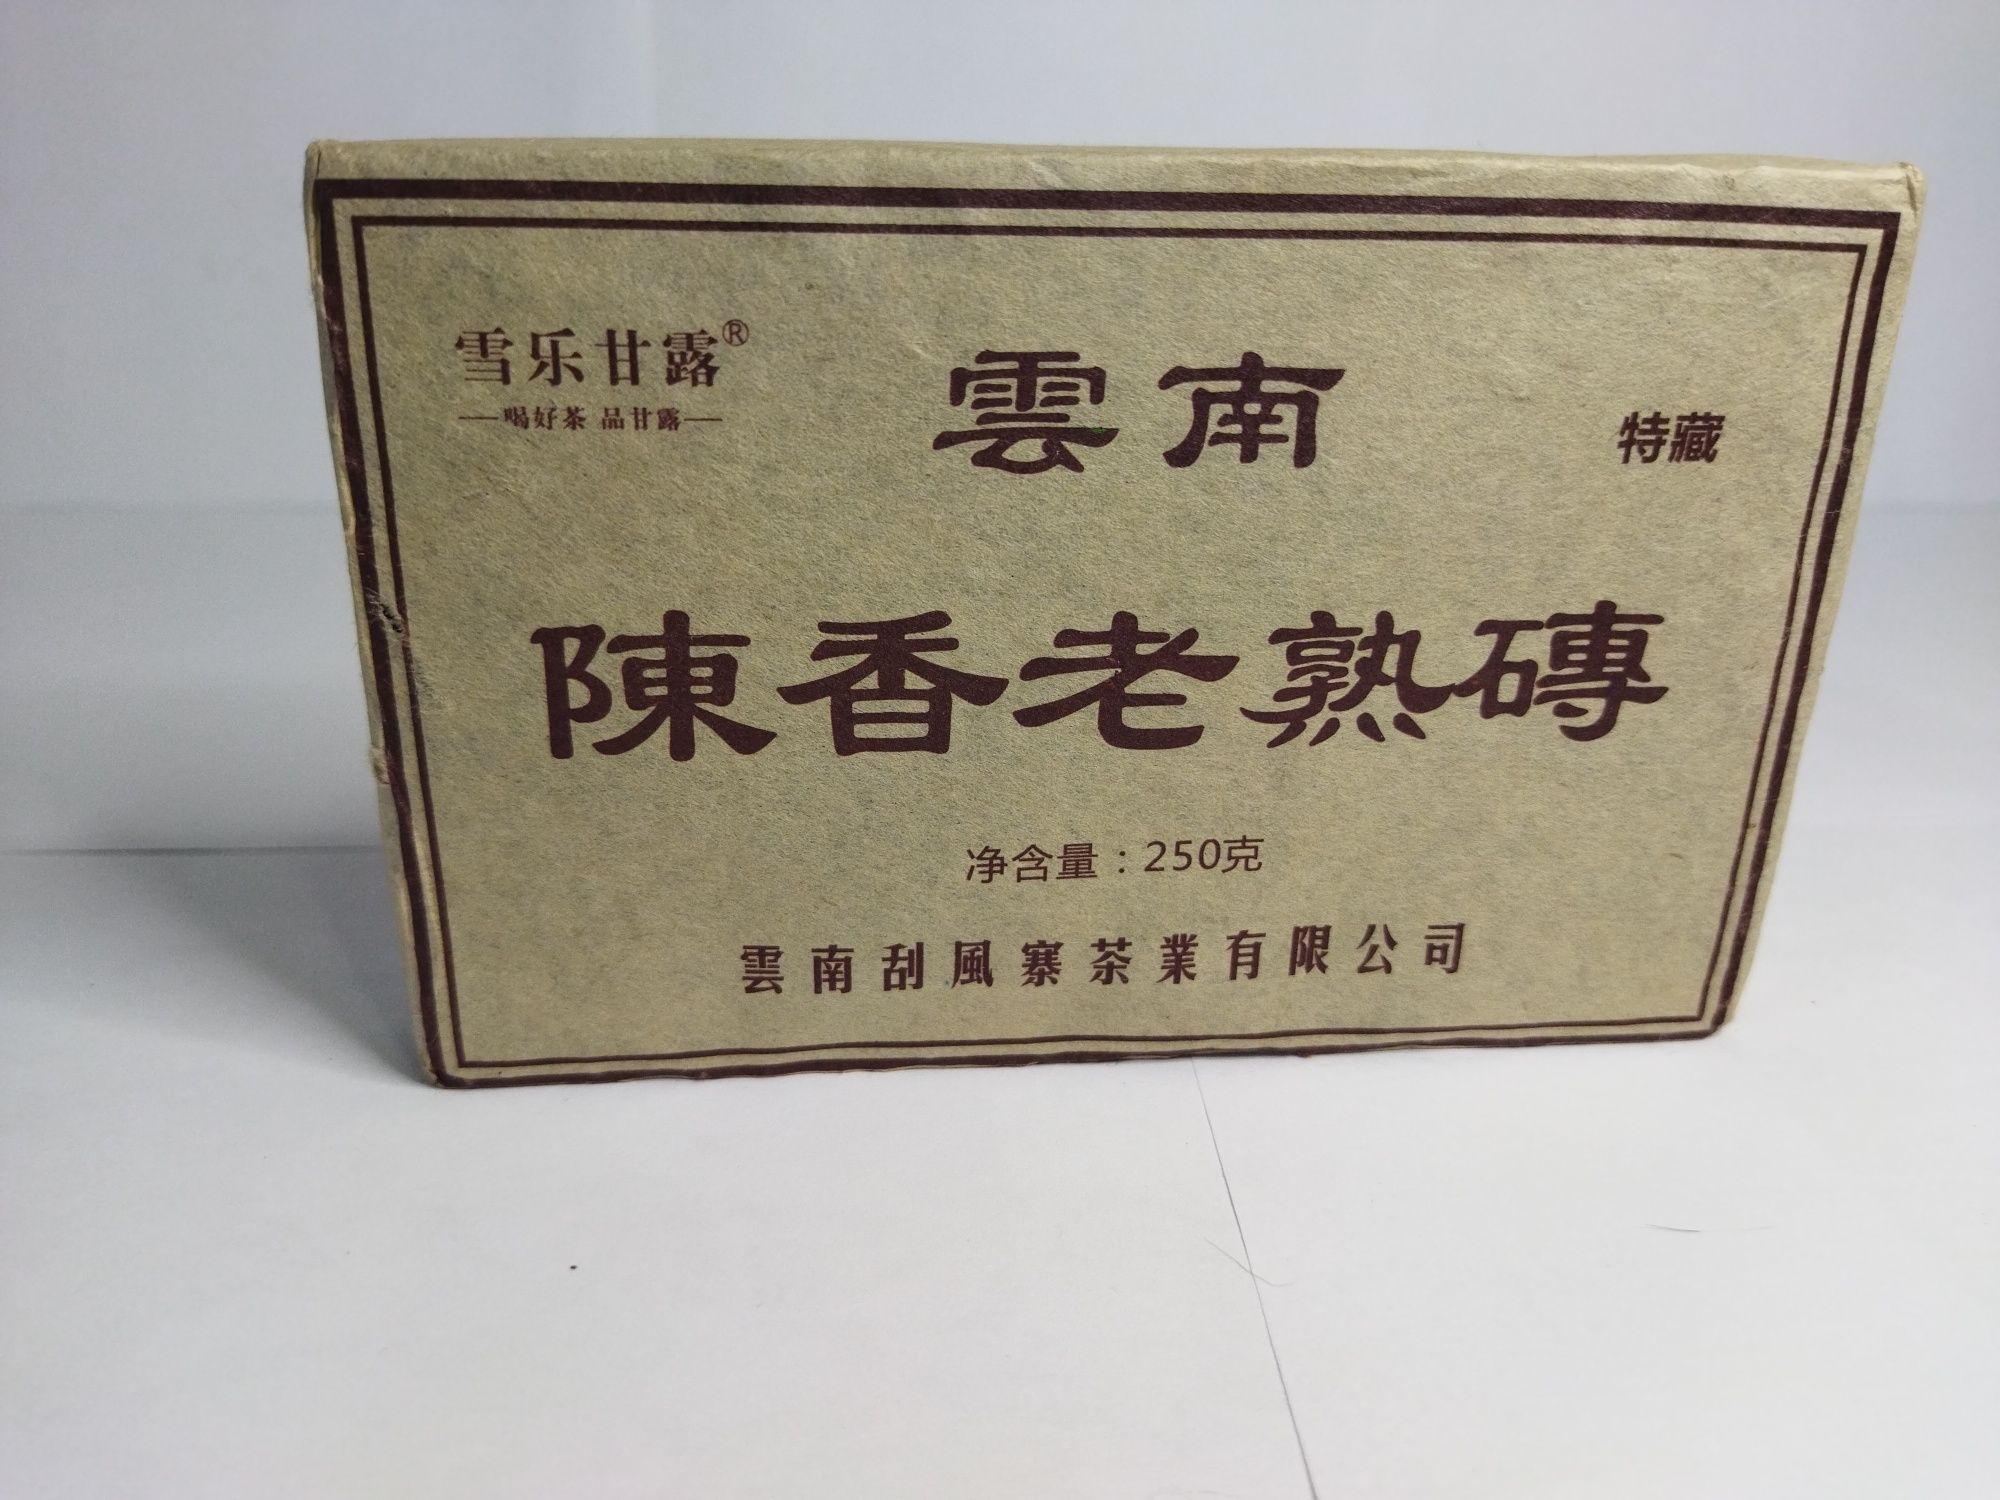 雪乐甘露®
喝好茶 品甘露
雲南
特藏
陳香老熟磚
净含量：250克
雲南刮風寨茶業有限公司